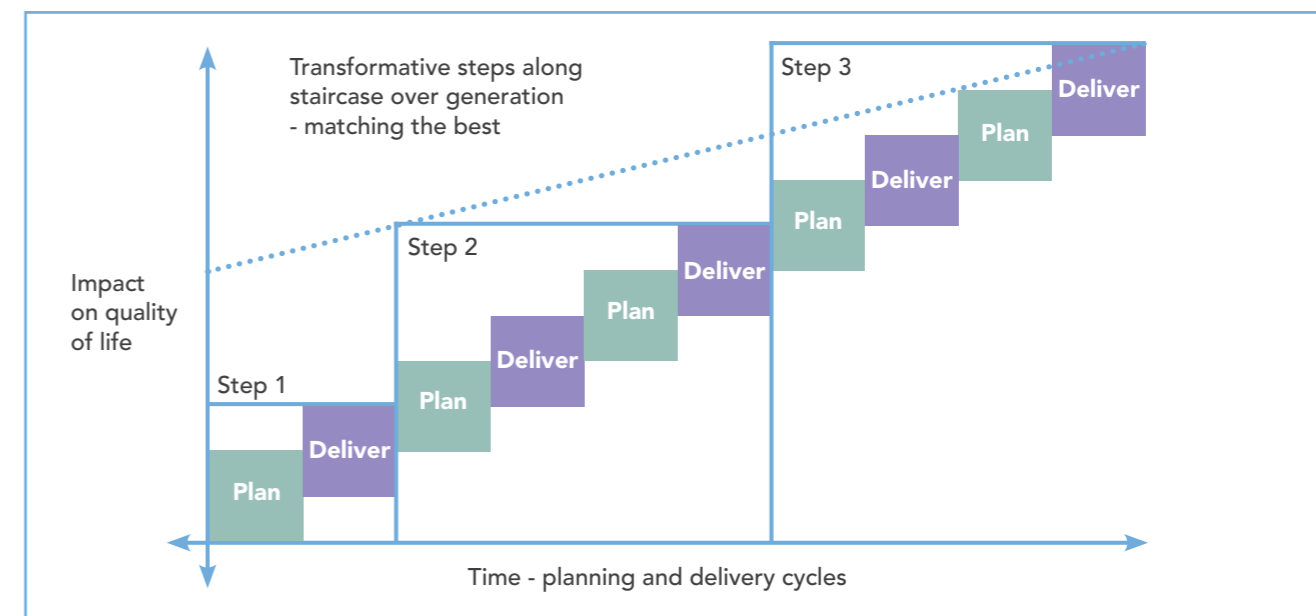 Transformative steps along
staircase over generation
- matching the best
Impact
on quality
of life
Step 1
Plan
Deliver
Step 2
Plan
Deliver
Plan
Deliver
Step 3
Plan
Deliver
Plan
Deliver
Time - planning and delivery cycles